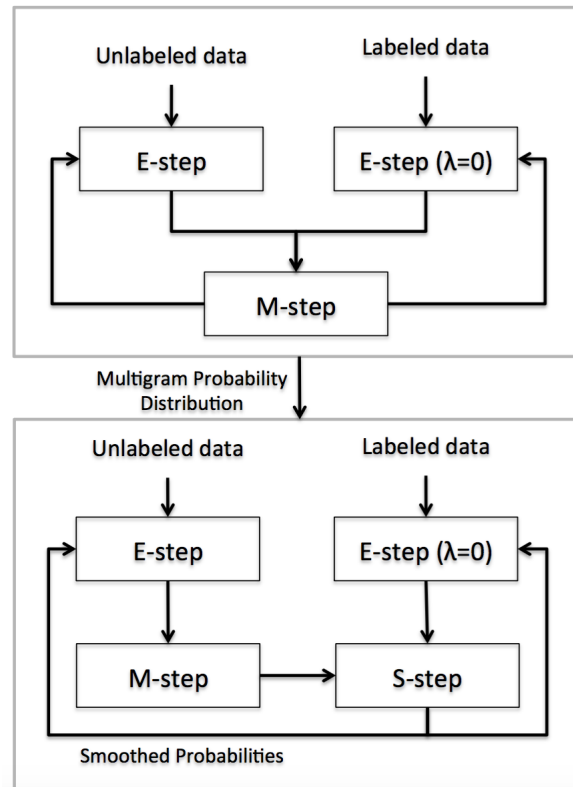 Unlabeled data
Labeled data
E-step
E-step (λ=0)
M-step
Multigram Probability
Distribution
Unlabeled data
Labeled data
E-step
E-step (λ=0)
M-step
S-step
Smoothed Probabilities